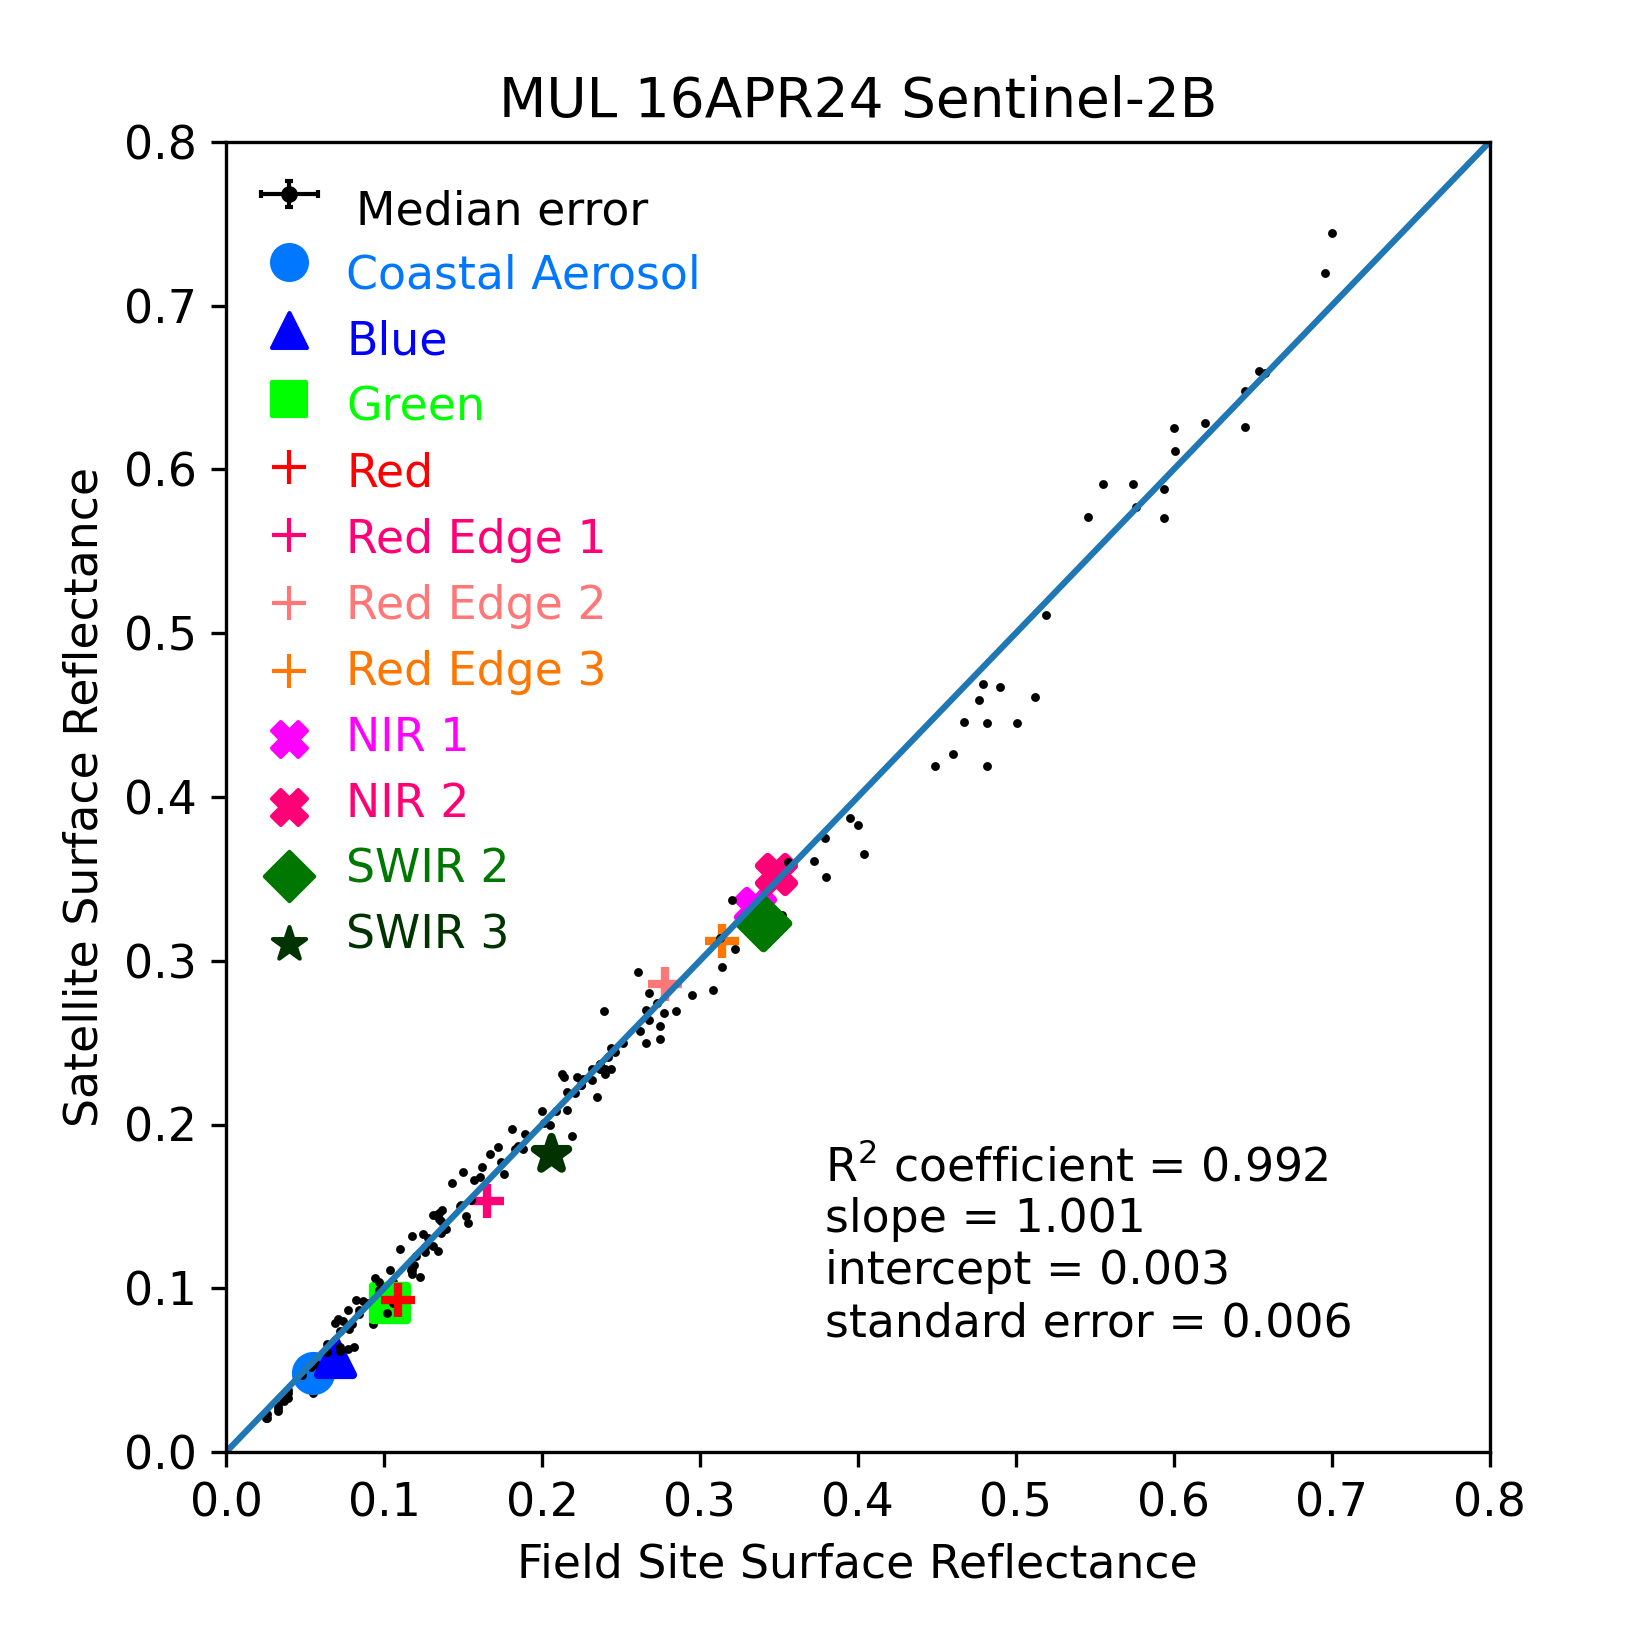 MUL 16APR24 Sentinel-2B
0.8
0.7
0.6
0.5
0.4
0.3
0.2
0.1
0.0
Satellite Surface Reflectance
Median error
Coastal Aerosol
Blue
Green
Red
Red Edge 1
Red Edge 2
Red Edge 3
NIR 1
NIR 2
SWIR 2
SWIR 3
R² coefficient = 0.992
slope = 1.001
intercept = 0.003
standard error = 0.006
0.0 0.1 0.2 0.3 0.4 0.5 0.6 0.7 0.8
Field Site Surface Reflectance